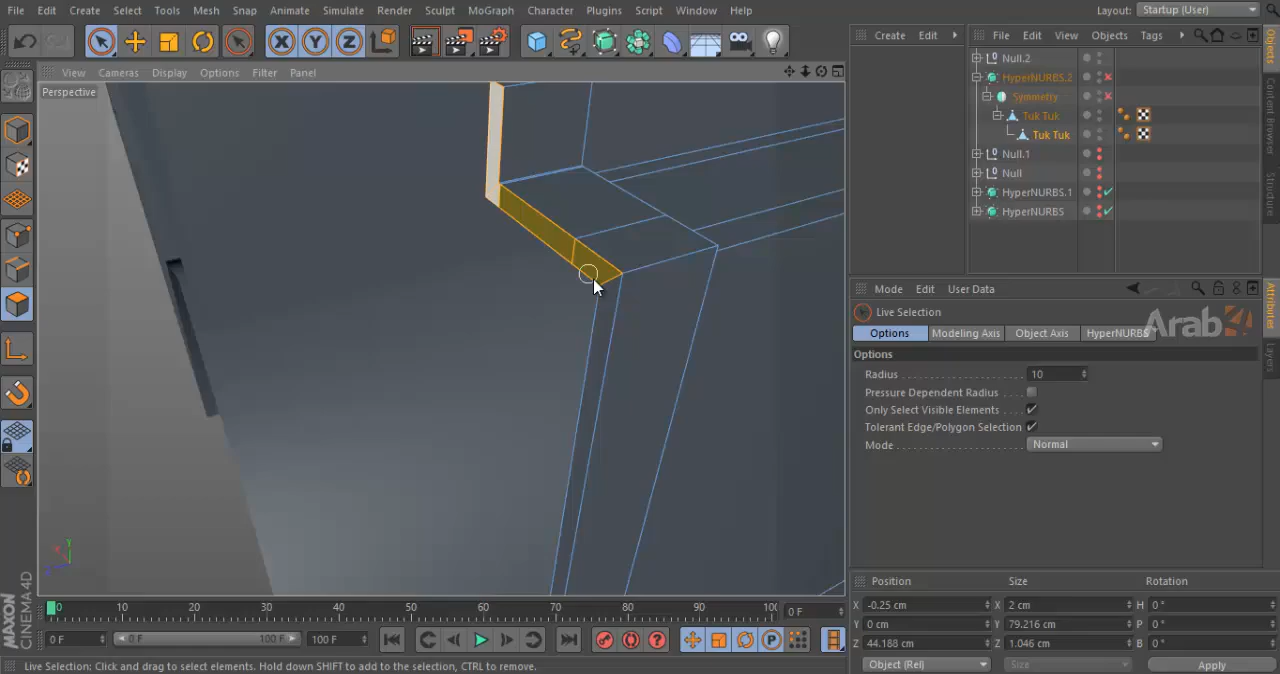 File Edit Create Select Tools Mesh Snap Animate Simulate Render Sculpt MoGraph Character Plugins Script Window Help Layout: Startup (User)
View Cameras Display Options Filter Panel
Perspective
Create Edit
File Edit View Objects Tags
Null.2
HyperNURBS.2
Symmetry
Tuk Tuk
Tuk Tuk
Null.1
Null
HyperNURBS.1
HyperNURBS
Objects
Content Browser
Structure
Mode Edit User Data
Live Selection
Options Modeling Axis Object Axis HyperNURBS
Options
Radius 10
Pressure Dependent Radius
Only Select Visible Elements
Tolerant Edge/Polygon Selection
Mode Normal
Arab
Attributes
Layers
Position Size Rotation
X -0.25 cm X 2 cm H 0 °
Y 0 cm Y 79.216 cm P 0 °
Z 44.188 cm Z 1.046 cm B 0 °
Object (Rel) Size Apply
Y
0 10 20 30 40 50 60 70 80 90 100 0 F
0 F 0 F 100 F 100 F
MAXON
CINEMA 4D
Live Selection: Click and drag to select elements. Hold down SHIFT to add to the selection, CTRL to remove.